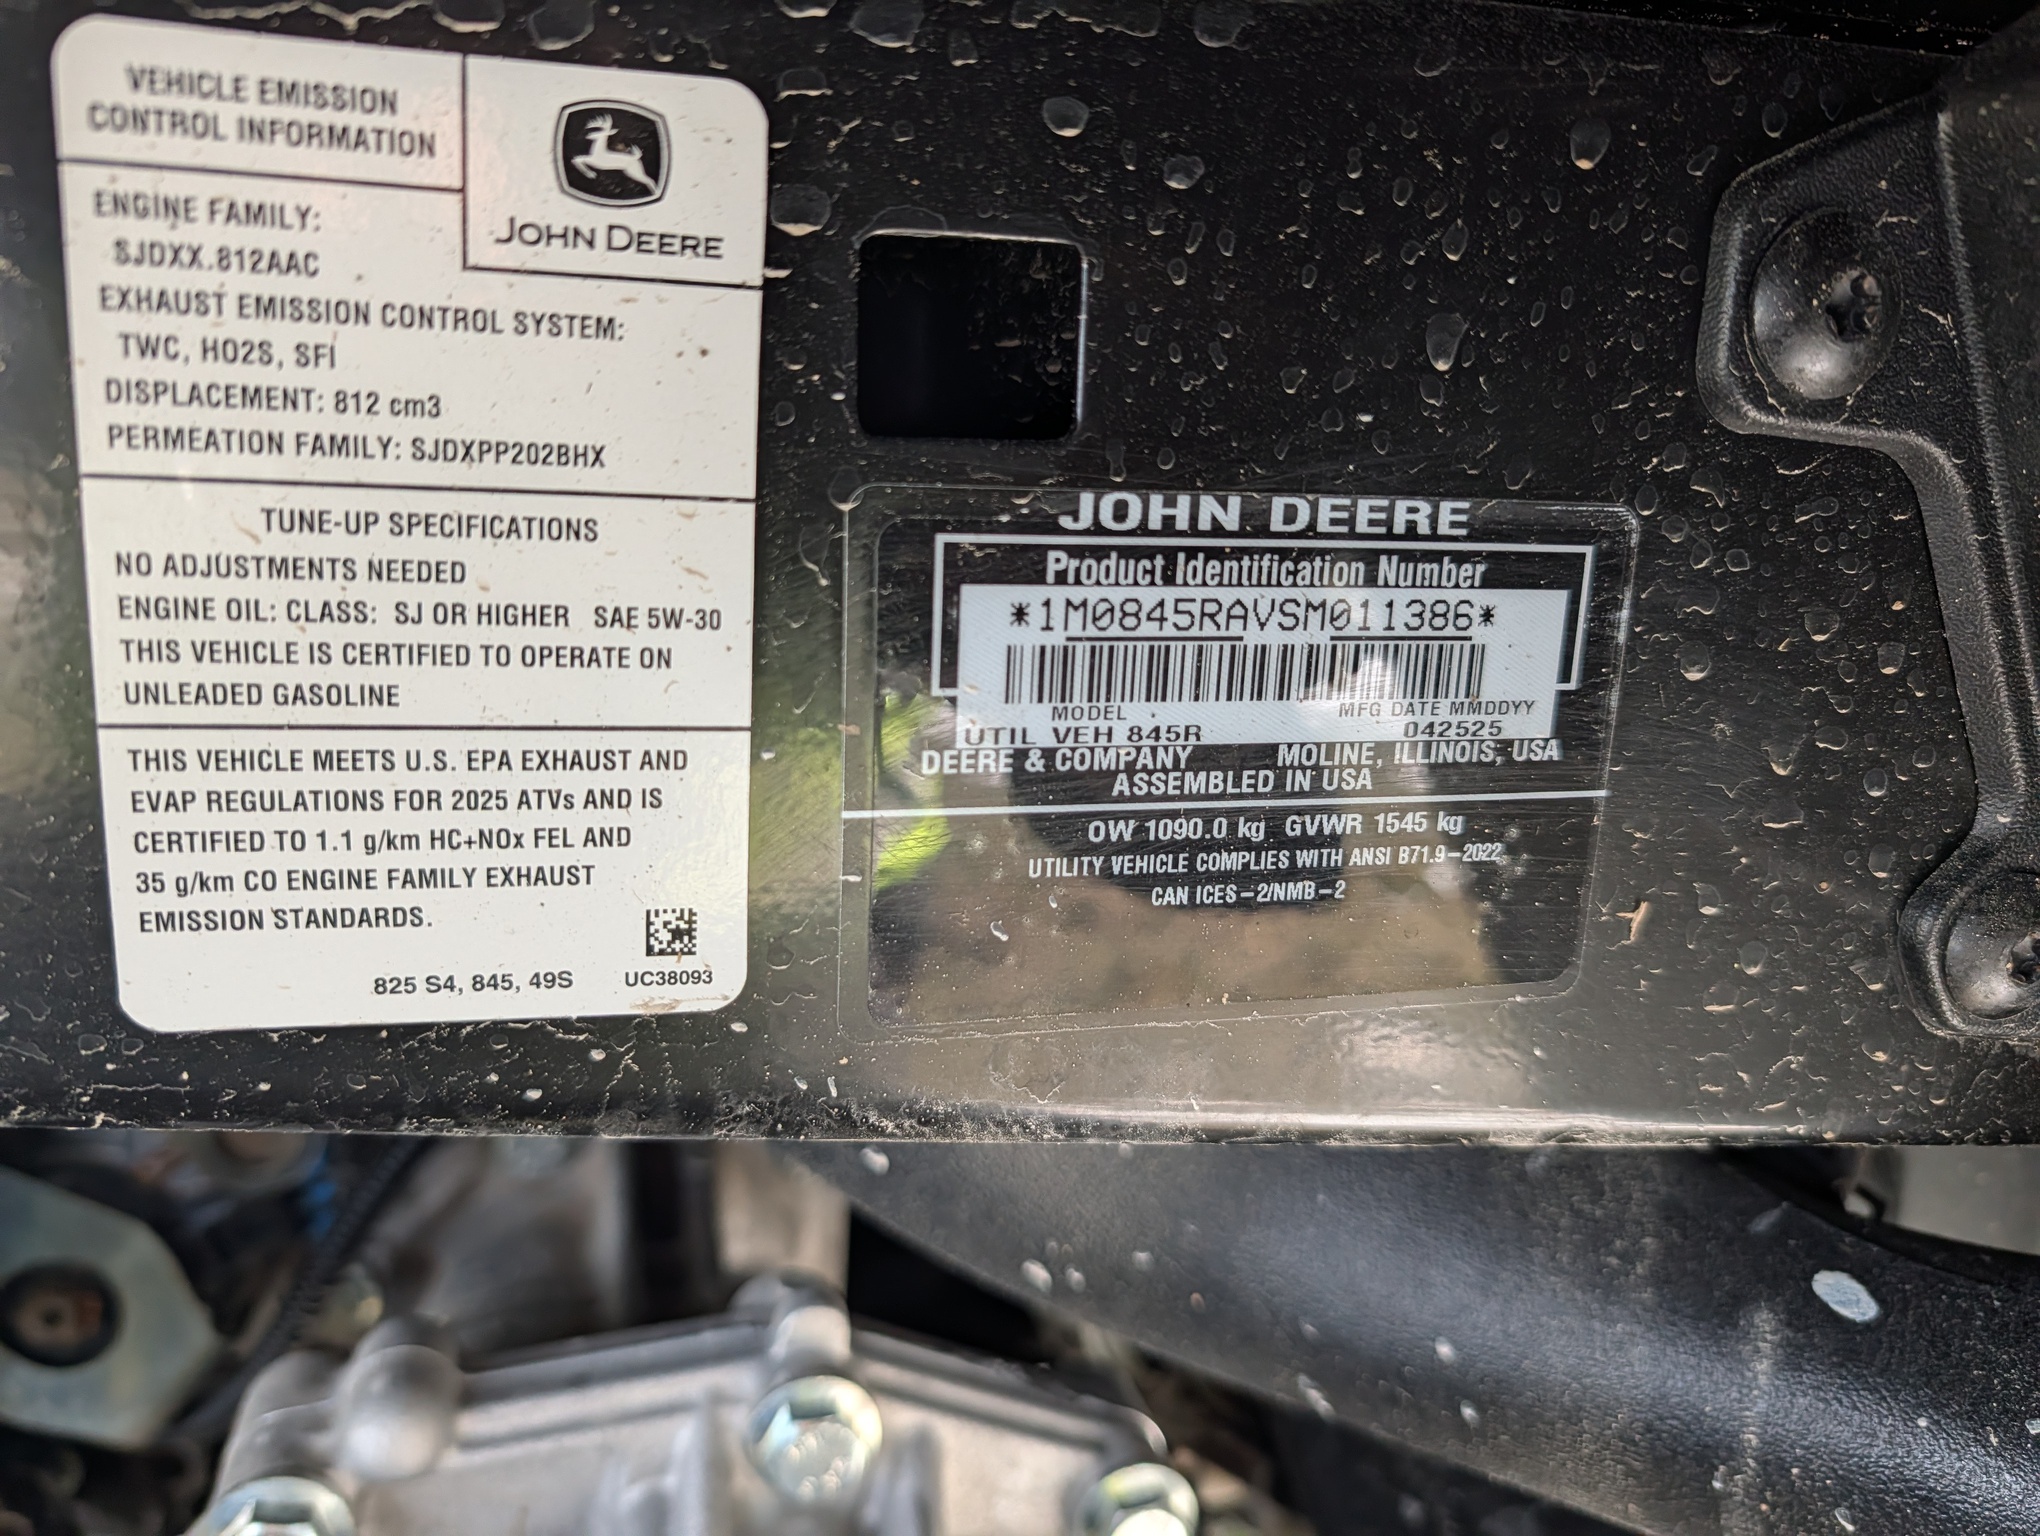 VEHICLE EMISSION
CONTROL INFORMATION
JOHN DEERE
ENGINE FAMILY:
SJDXX.812AAC
EXHAUST EMISSION CONTROL SYSTEM:
TWC, HO2S, SFI
DISPLACEMENT: 812 cm3
PERMEATION FAMILY: SJDXPP202BHX
TUNE-UP SPECIFICATIONS
NO ADJUSTMENTS NEEDED
ENGINE OIL: CLASS: SJ OR HIGHER SAE 5W-30
THIS VEHICLE IS CERTIFIED TO OPERATE ON
UNLEADED GASOLINE
THIS VEHICLE MEETS U.S. EPA EXHAUST AND
EVAP REGULATIONS FOR 2025 ATVs AND IS
CERTIFIED TO 1.1 g/km HC+NOx FEL AND
35 g/km CO ENGINE FAMILY EXHAUST
EMISSION STANDARDS.
825 S4, 845, 49S UC38093
JOHN DEERE
Product Identification Number
*1M0845RAVSM011386*
MODEL MFG DATE MMDDYY
UTIL VEH 845R 042525
DEERE & COMPANY MOLINE, ILLINOIS, USA
ASSEMBLED IN USA
OW 1090.0 kg GVWR 1545 kg
UTILITY VEHICLE COMPLIES WITH ANSI B71.9-2022
CAN ICES-2/NMB-2